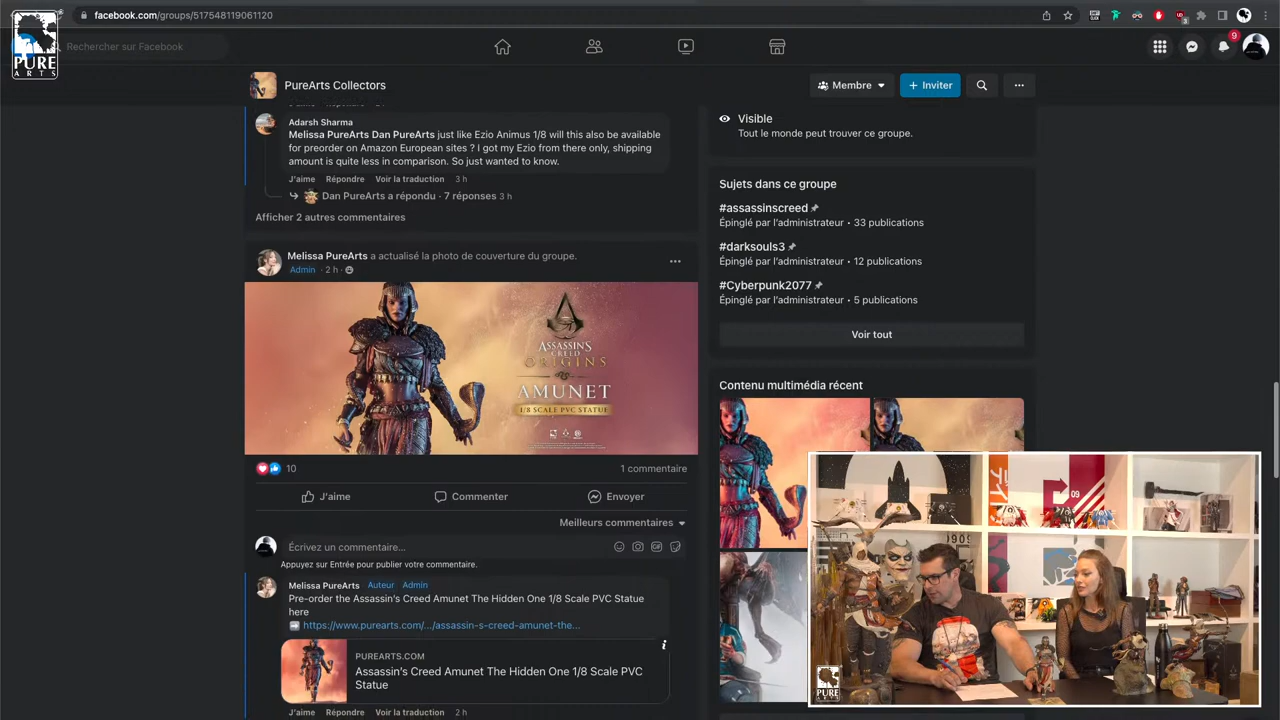 PURE
ARTS
facebook.com/groups/517548119061120
Rechercher sur Facebook
9
PureArts Collectors
Membre
+ Inviter
Adarsh Sharma
Melissa PureArts Dan PureArts just like Ezio Animus 1/8 will this also be available
for preorder on Amazon European sites ? I got my Ezio from there only, shipping
amount is quite less in comparison. So just wanted to know.
J'aime Répondre Voir la traduction 3 h
Dan PureArts a répondu · 7 réponses 3 h
Afficher 2 autres commentaires
Melissa PureArts a actualisé la photo de couverture du groupe.
Admin · 2 h ·
ASSASSIN'S
CREED
ORIGINS
AMUNET
1/8 SCALE PVC STATUE
10
1 commentaire
J'aime
Commenter
Envoyer
Meilleurs commentaires
Écrivez un commentaire…
GIF
Appuyez sur Entrée pour publier votre commentaire.
Melissa PureArts Auteur Admin
Pre-order the Assassin's Creed Amunet The Hidden One 1/8 Scale PVC Statue
here
https://www.purearts.com/.../assassin-s-creed-amunet-the...
PUREARTS.COM
Assassin's Creed Amunet The Hidden One 1/8 Scale PVC
Statue
J'aime Répondre Voir la traduction 2 h
Visible
Tout le monde peut trouver ce groupe.
Sujets dans ce groupe
#assassinscreed
Épinglé par l'administrateur • 33 publications
#darksouls3
Épinglé par l'administrateur • 12 publications
#Cyberpunk2077
Épinglé par l'administrateur • 5 publications
Voir tout
Contenu multimédia récent
09
PURE
ARTS